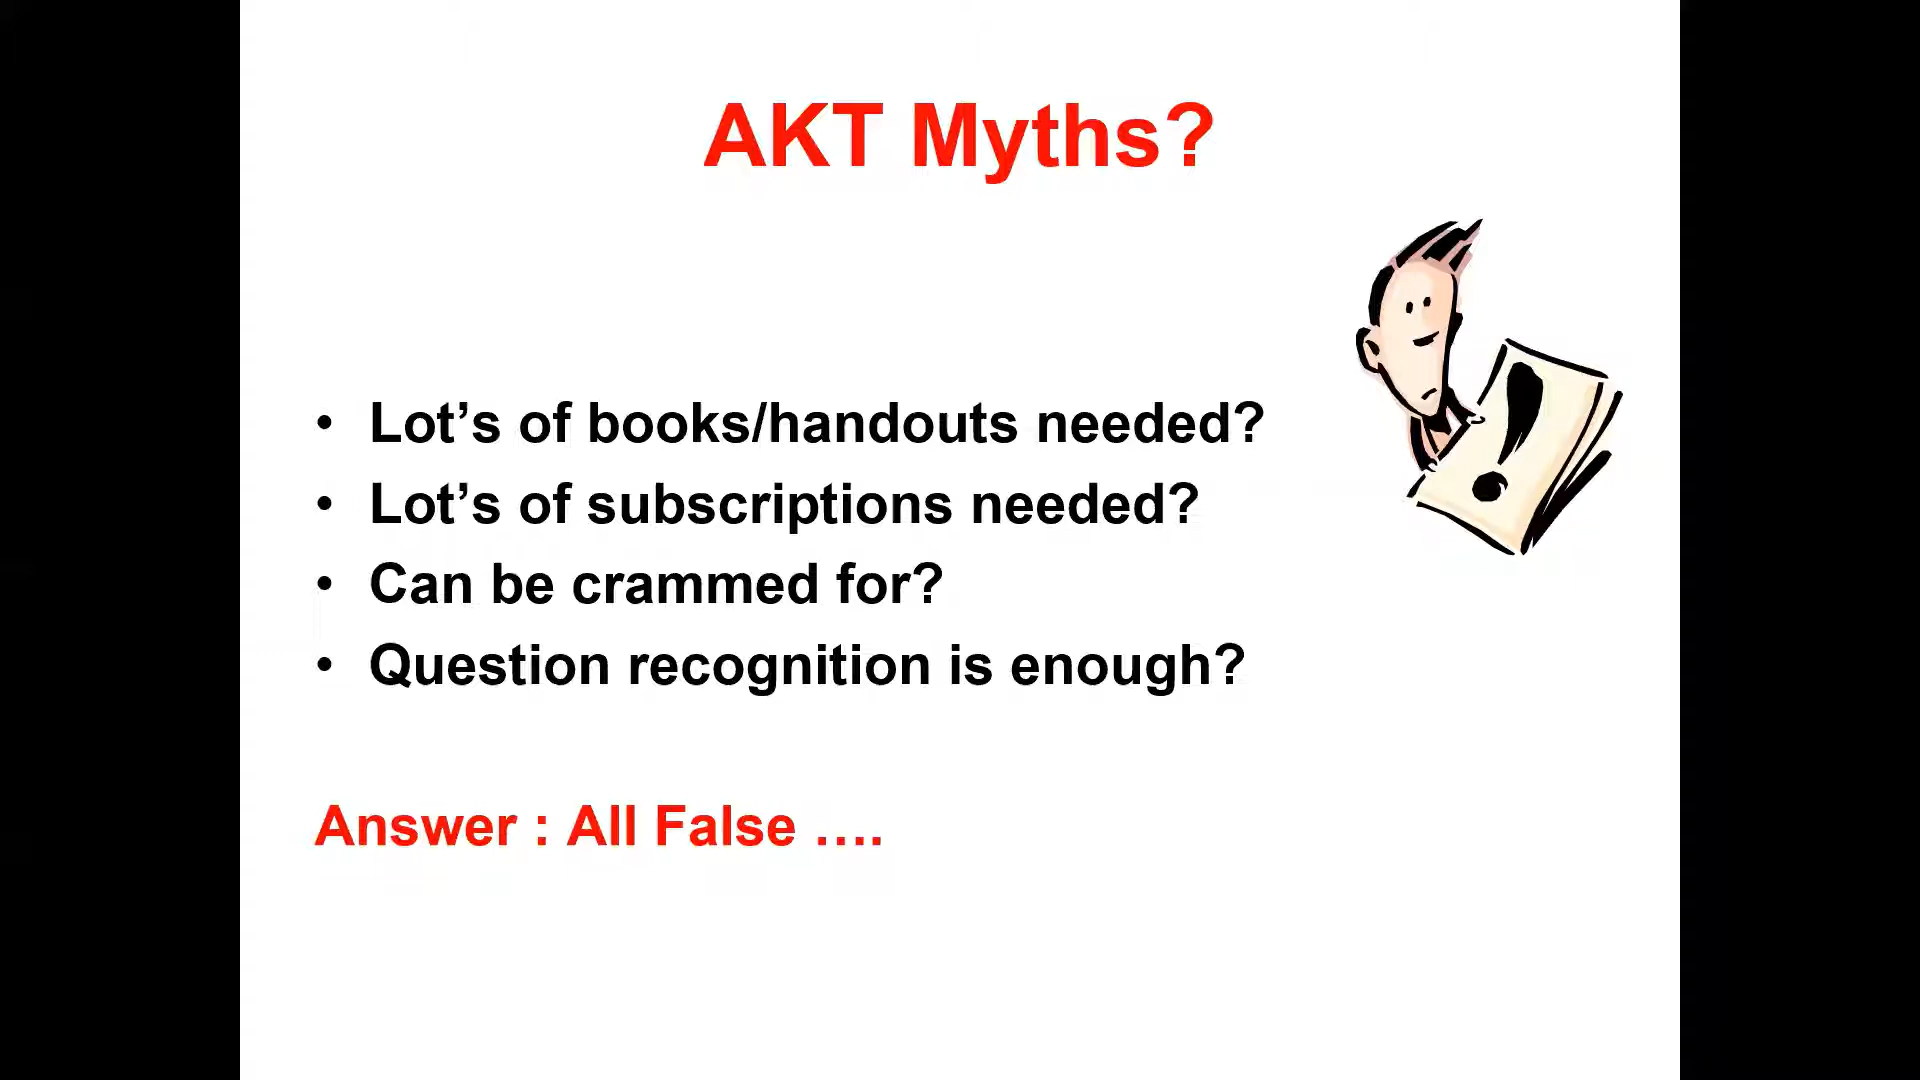 AKT Myths?
• Lot’s of books/handouts needed?
• Lot’s of subscriptions needed?
• Can be crammed for?
• Question recognition is enough?
Answer : All False ….